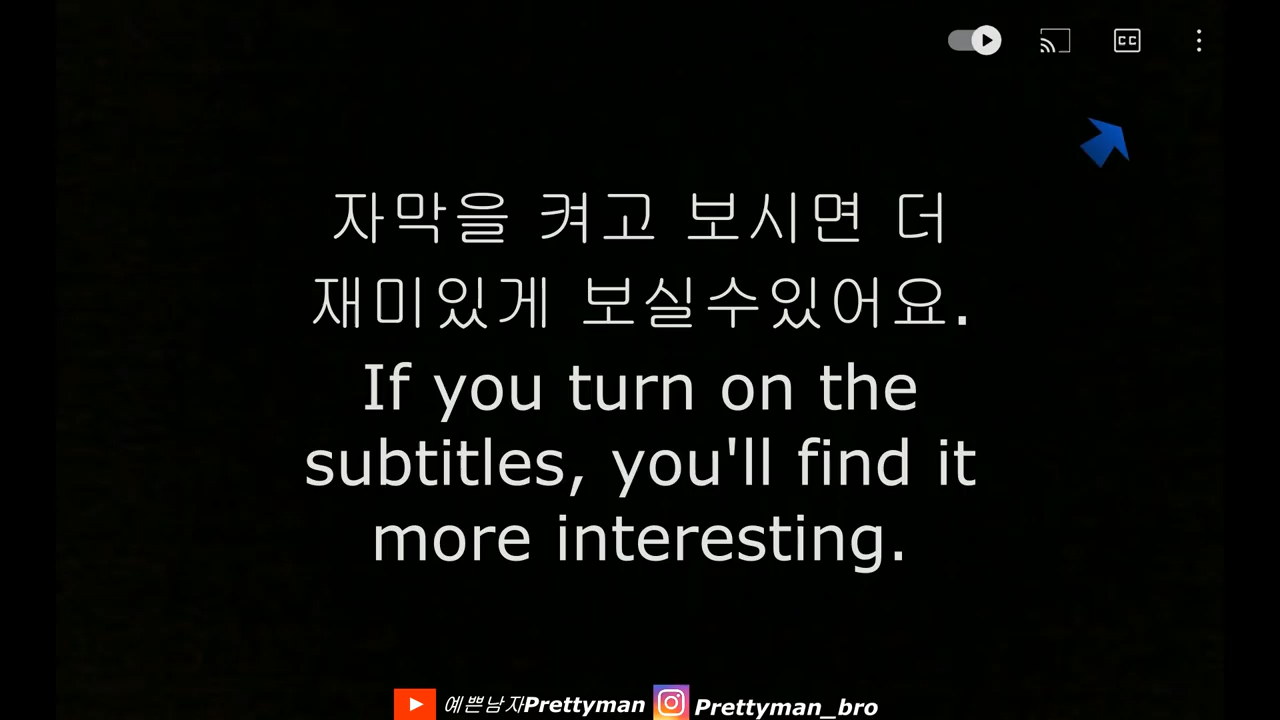 CC
자막을 켜고 보시면 더
재미있게 보실수있어요.
If you turn on the
subtitles, you'll find it
more interesting.
예쁜남자Prettyman Prettyman_bro